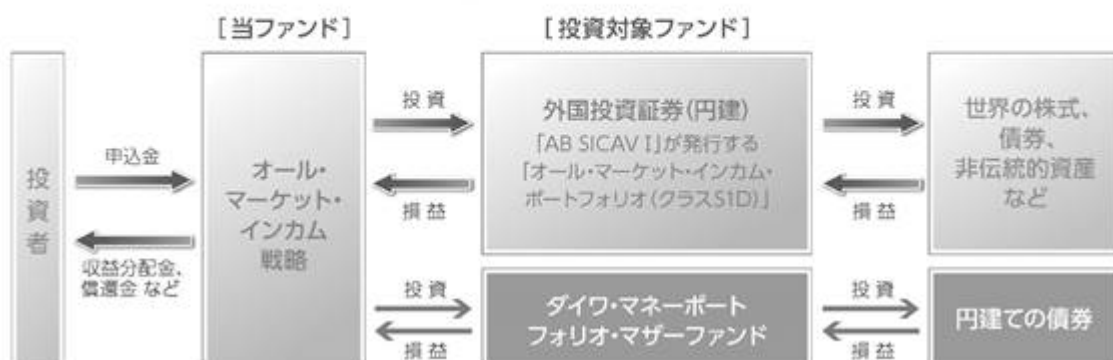 [当ファンド]
[投資対象ファンド]
投資者
申込金
収益分配金、
償還金 など
オール・
マーケット・
インカム
戦略
投資
損益
外国投資証券(円建)
「AB SICAV I」が発行する
「オール・マーケット・インカム・
ポートフォリオ(クラスS1D)」
投資
損益
世界の株式、
債券、
非伝統的資産
など
投資
損益
ダイワ・マネーポート
フォリオ・マザーファンド
投資
損益
円建ての債券